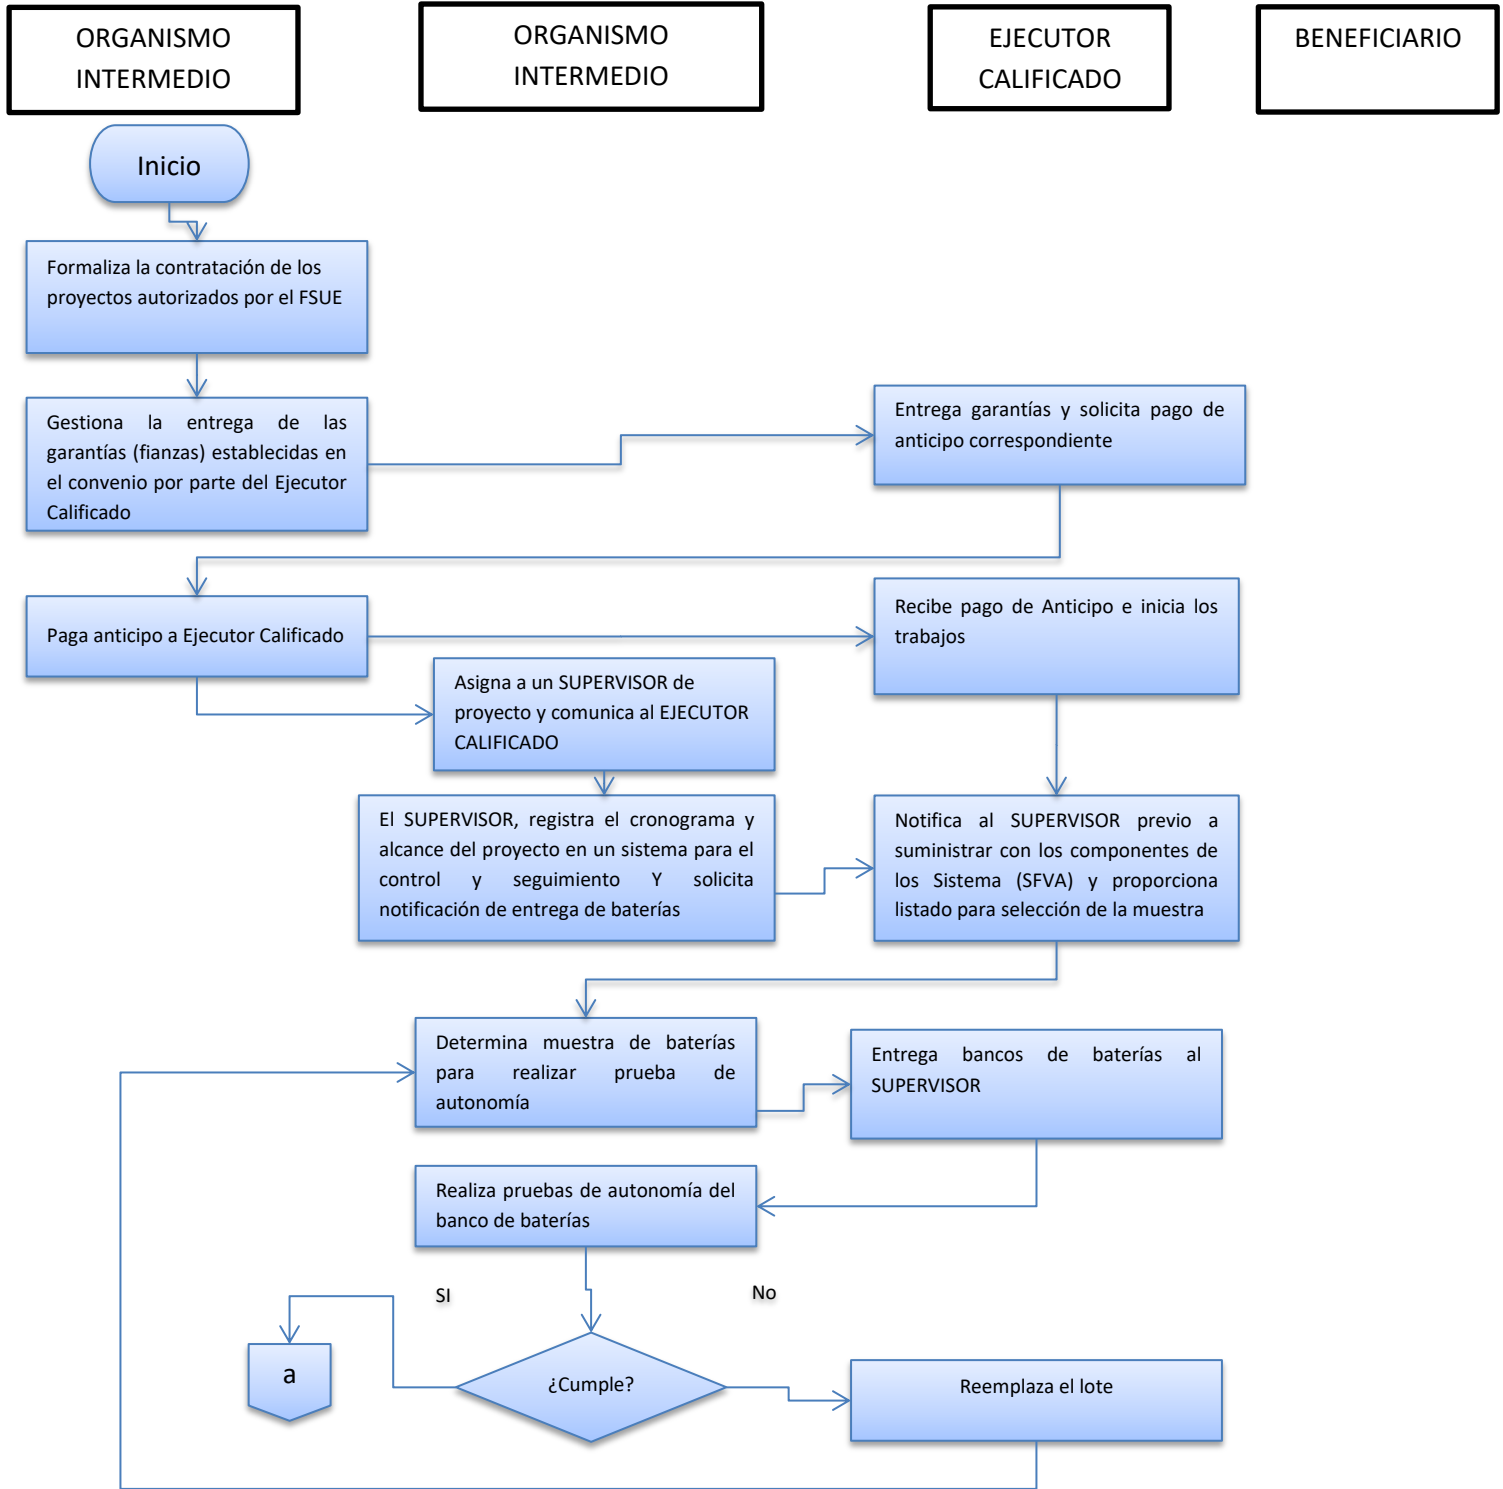 ORGANISMO
INTERMEDIO
ORGANISMO
INTERMEDIO
EJECUTOR
CALIFICADO
BENEFICIARIO
Inicio
Formaliza la contratación de los
proyectos autorizados por el FSUE
Gestiona la entrega de las
garantías (fianzas) establecidas en
el convenio por parte del Ejecutor
Calificado
Entrega garantías y solicita pago de
anticipo correspondiente
Paga anticipo a Ejecutor Calificado
Recibe pago de Anticipo e inicia los
trabajos
Asigna a un SUPERVISOR de
proyecto y comunica al EJECUTOR
CALIFICADO
El SUPERVISOR, registra el cronograma y
alcance del proyecto en un sistema para el
control y seguimiento Y solicita
notificación de entrega de baterías
Notifica al SUPERVISOR previo a
suministrar con los componentes de
los Sistema (SFVA) y proporciona
listado para selección de la muestra
Determina muestra de baterías
para realizar prueba de
autonomía
Entrega bancos de baterías al
SUPERVISOR
Realiza pruebas de autonomía del
banco de baterías
SI
No
a
¿Cumple?
Reemplaza el lote